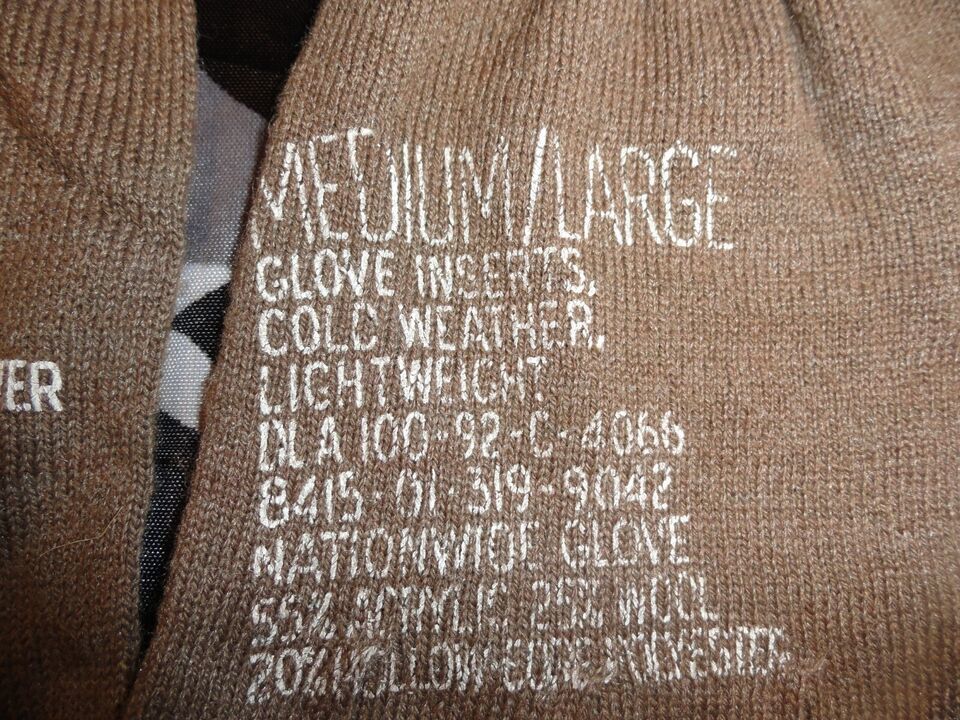 MEDIUM/LARGE
GLOVE INSERTS,
COLD WEATHER,
LIGHTWEIGHT
DLA 100-92-C-4066
8415-01-319-9042
NATIONWIDE GLOVE
55% ACRYLIC 25% WOOL
20% HOLLOW-CORE POLYESTER
VER